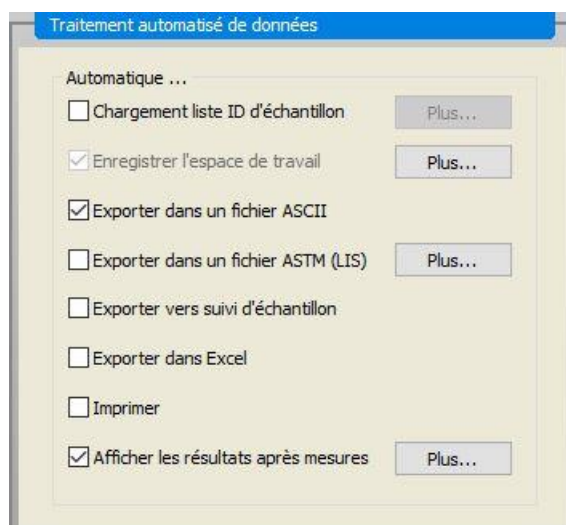 Traitement automatisé de données
Automatique ...
Chargement liste ID d'échantillon Plus...
Enregistrer l'espace de travail Plus...
Exporter dans un fichier ASCII
Exporter dans un fichier ASTM (LIS) Plus...
Exporter vers suivi d'échantillon
Exporter dans Excel
Imprimer
Afficher les résultats après mesures Plus...